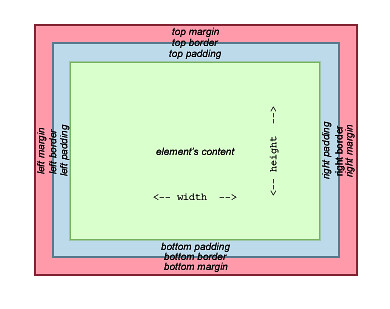 top margin
top border
top padding
left margin
left border
left padding
element's content
<-- height -->
<-- width -->
right padding
right border
right margin
bottom padding
bottom border
bottom margin